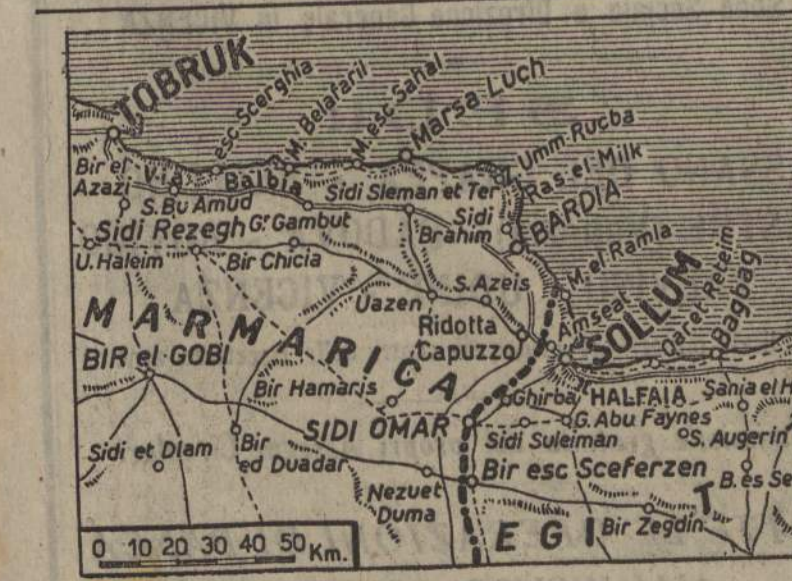 TOBRUK
esc Scerghia
M. Belafaril
M. esc Sahal
Marsa Luch
Umm Rucba
Ras el Milk
Bir el
Azazi
Via Balbia
S. Bu Amud
Sidi Sleman et Ter
Sidi
Brahim
BARDIA
Sidi Rezegh
Gr Gambut
U. Haleim
Bir Chicia
M. el Ramla
S. Azeis
Uazen
Amseat
SOLLUM
Qaret Reteim
Bagbag
MARMARICA
Ridotta
Capuzzo
BIR el GOBI
Bir Hamaris
Ghirba
HALFAIA
Sania el H
SIDI OMAR
G. Abu Faynes
Sidi Suleiman
S. Augerin
Sidi et Dlam
Bir
ed Duadar
Bir esc Sceferzen
B. es Se
Nezuet
Duma
Bir Zegdin
EGIT
0 10 20 30 40 50 Km.